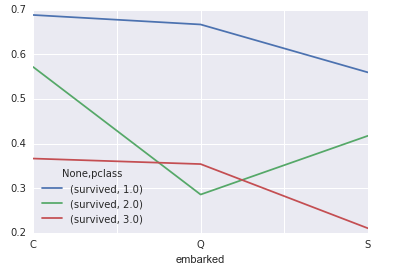 0.7
0.6
0.5
0.4
0.3
0.2
None,pclass
(survived, 1.0)
(survived, 2.0)
(survived, 3.0)
C Q S
embarked